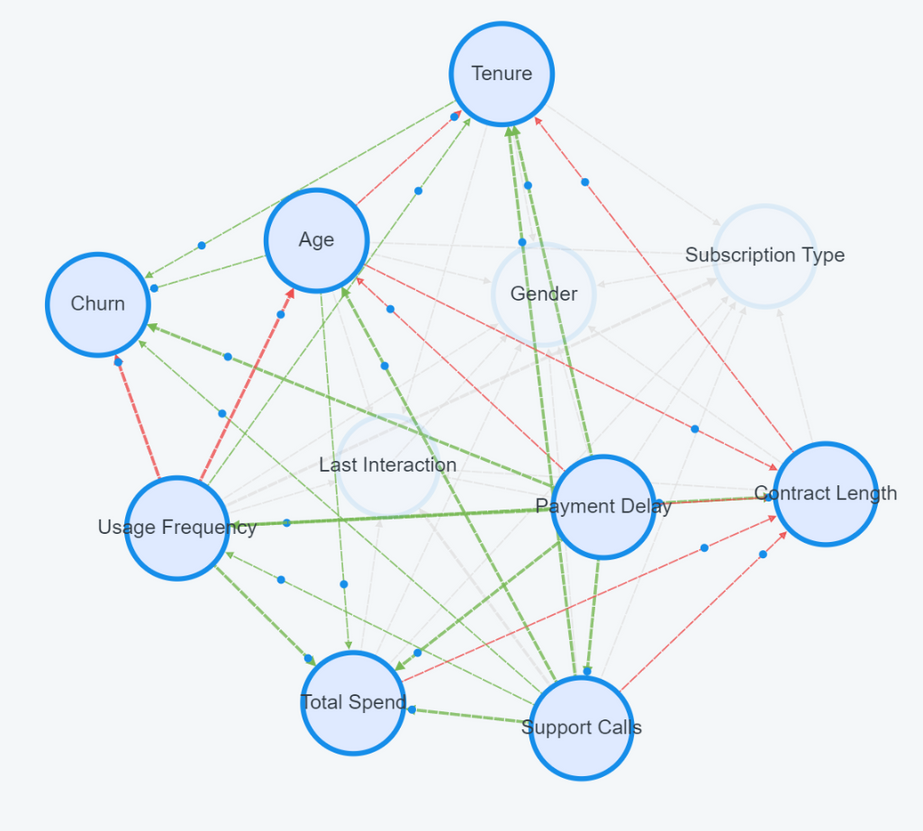 Tenure
Age
Subscription Type
Gender
Churn
Last Interaction
Contract Length
Payment Delay
Usage Frequency
Total Spend
Support Calls